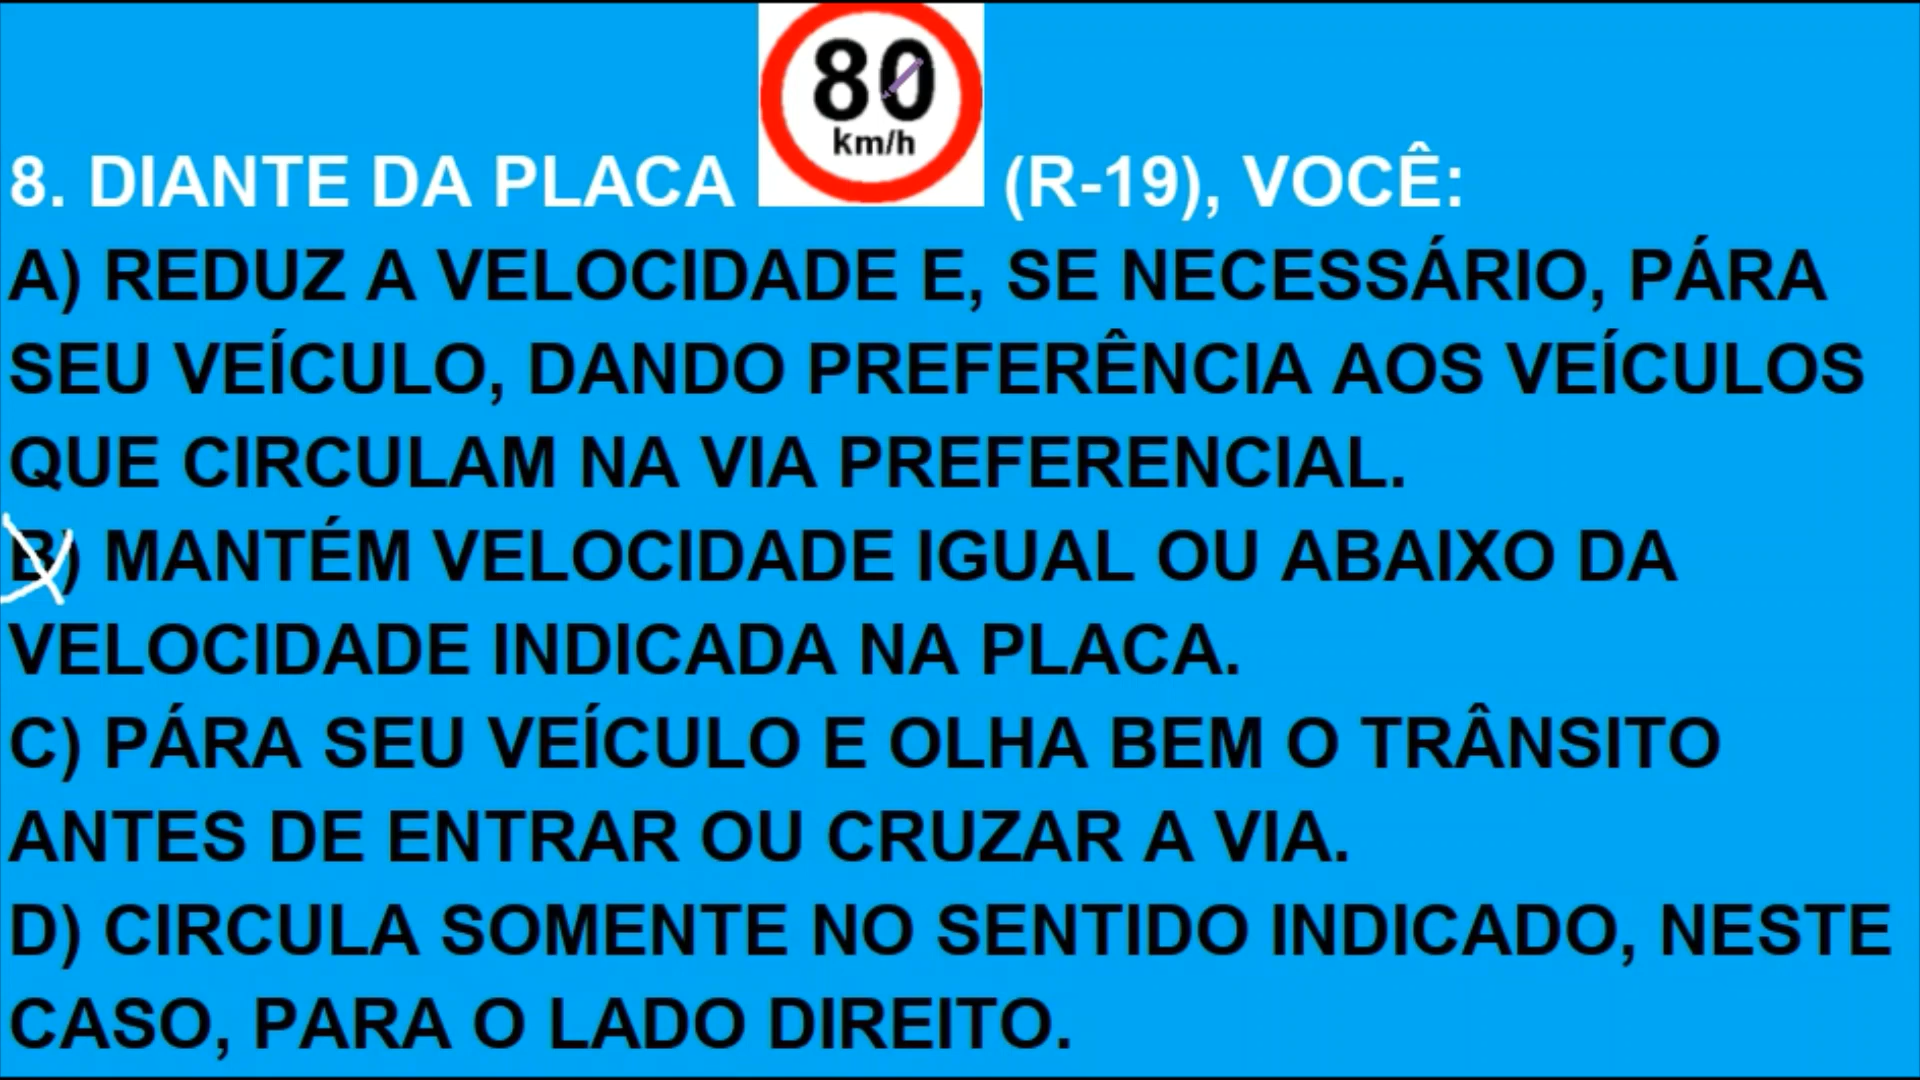 80
km/h
8. DIANTE DA PLACA (R-19), VOCÊ:
A) REDUZ A VELOCIDADE E, SE NECESSÁRIO, PÁRA
SEU VEÍCULO, DANDO PREFERÊNCIA AOS VEÍCULOS
QUE CIRCULAM NA VIA PREFERENCIAL.
B) MANTÉM VELOCIDADE IGUAL OU ABAIXO DA
VELOCIDADE INDICADA NA PLACA.
C) PÁRA SEU VEÍCULO E OLHA BEM O TRÂNSITO
ANTES DE ENTRAR OU CRUZAR A VIA.
D) CIRCULA SOMENTE NO SENTIDO INDICADO, NESTE
CASO, PARA O LADO DIREITO.